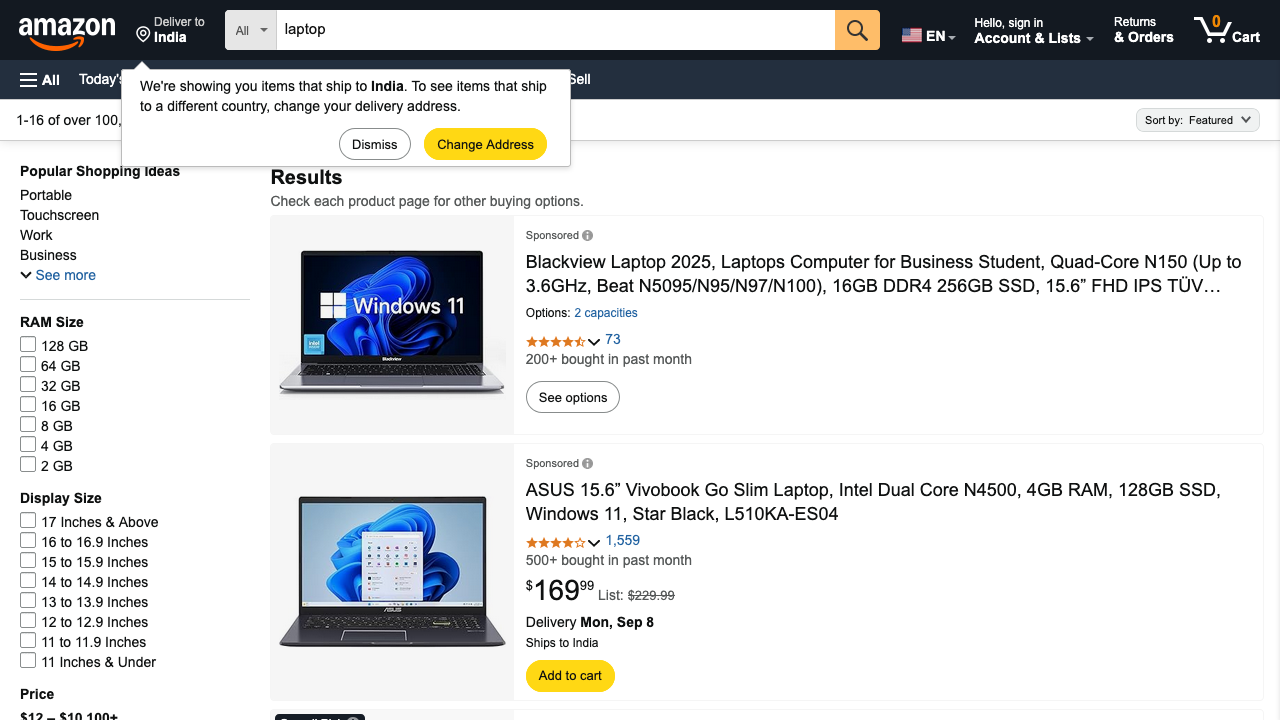 amazon
Deliver to
India
All
laptop
EN
Hello, sign in
Account & Lists
Returns
& Orders
0
Cart
All
Today's
Sell
We're showing you items that ship to India. To see items that ship
to a different country, change your delivery address.
Dismiss
Change Address
1-16 of over 100,
Sort by: Featured
Popular Shopping Ideas
Portable
Touchscreen
Work
Business
See more
RAM Size
128 GB
64 GB
32 GB
16 GB
8 GB
4 GB
2 GB
Display Size
17 Inches & Above
16 to 16.9 Inches
15 to 15.9 Inches
14 to 14.9 Inches
13 to 13.9 Inches
12 to 12.9 Inches
11 to 11.9 Inches
11 Inches & Under
Price
$12 – $10,100+
Results
Check each product page for other buying options.
Windows 11
intel
Blackview
Sponsored
Blackview Laptop 2025, Laptops Computer for Business Student, Quad-Core N150 (Up to
3.6GHz, Beat N5095/N95/N97/N100), 16GB DDR4 256GB SSD, 15.6” FHD IPS TÜV…
Options: 2 capacities
73
200+ bought in past month
See options
ASUS
Sponsored
ASUS 15.6” Vivobook Go Slim Laptop, Intel Dual Core N4500, 4GB RAM, 128GB SSD,
Windows 11, Star Black, L510KA-ES04
1,559
500+ bought in past month
$169.99 List: $229.99
Delivery Mon, Sep 8
Ships to India
Add to cart